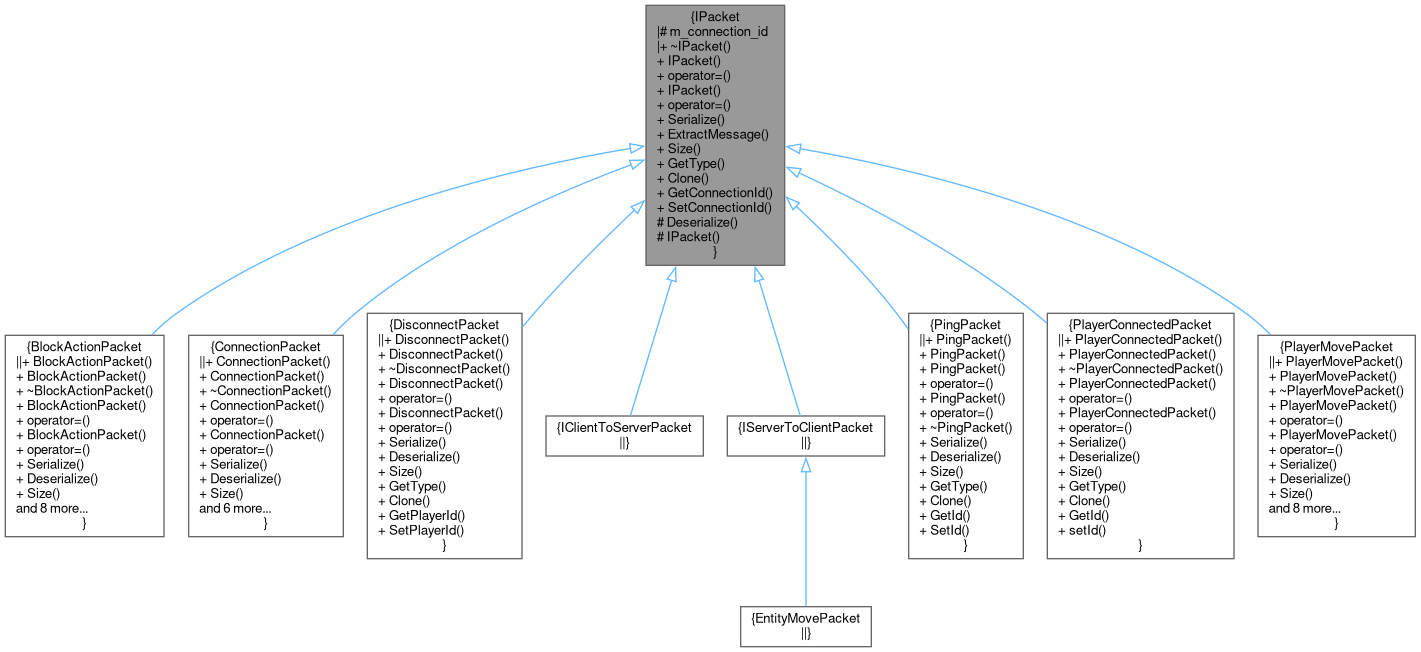 {IPacket
|# m_connection_id
|+ ~IPacket()
+ IPacket()
+ operator=()
+ IPacket()
+ operator=()
+ Serialize()
+ ExtractMessage()
+ Size()
+ GetType()
+ Clone()
+ GetConnectionId()
+ SetConnectionId()
# Deserialize()
# IPacket()
}
{BlockActionPacket
||+ BlockActionPacket()
+ BlockActionPacket()
+ ~BlockActionPacket()
+ BlockActionPacket()
+ operator=()
+ BlockActionPacket()
+ operator=()
+ Serialize()
+ Deserialize()
+ Size()
and 8 more...
}
{ConnectionPacket
||+ ConnectionPacket()
+ ConnectionPacket()
+ ~ConnectionPacket()
+ ConnectionPacket()
+ operator=()
+ ConnectionPacket()
+ operator=()
+ Serialize()
+ Deserialize()
+ Size()
and 6 more...
}
{DisconnectPacket
||+ DisconnectPacket()
+ DisconnectPacket()
+ ~DisconnectPacket()
+ DisconnectPacket()
+ operator=()
+ DisconnectPacket()
+ operator=()
+ Serialize()
+ Deserialize()
+ Size()
+ GetType()
+ Clone()
+ GetPlayerId()
+ SetPlayerId()
}
{IClientToServerPacket
||}
{IServerToClientPacket
||}
{PingPacket
||+ PingPacket()
+ PingPacket()
+ PingPacket()
+ operator=()
+ PingPacket()
+ operator=()
+ ~PingPacket()
+ Serialize()
+ Deserialize()
+ Size()
+ GetType()
+ Clone()
+ GetId()
+ SetId()
}
{PlayerConnectedPacket
||+ PlayerConnectedPacket()
+ PlayerConnectedPacket()
+ ~PlayerConnectedPacket()
+ PlayerConnectedPacket()
+ operator=()
+ PlayerConnectedPacket()
+ operator=()
+ Serialize()
+ Deserialize()
+ Size()
+ GetType()
+ Clone()
+ GetId()
+ setId()
}
{PlayerMovePacket
||+ PlayerMovePacket()
+ PlayerMovePacket()
+ ~PlayerMovePacket()
+ PlayerMovePacket()
+ operator=()
+ PlayerMovePacket()
+ operator=()
+ Serialize()
+ Deserialize()
+ Size()
and 8 more...
}
{EntityMovePacket
||}